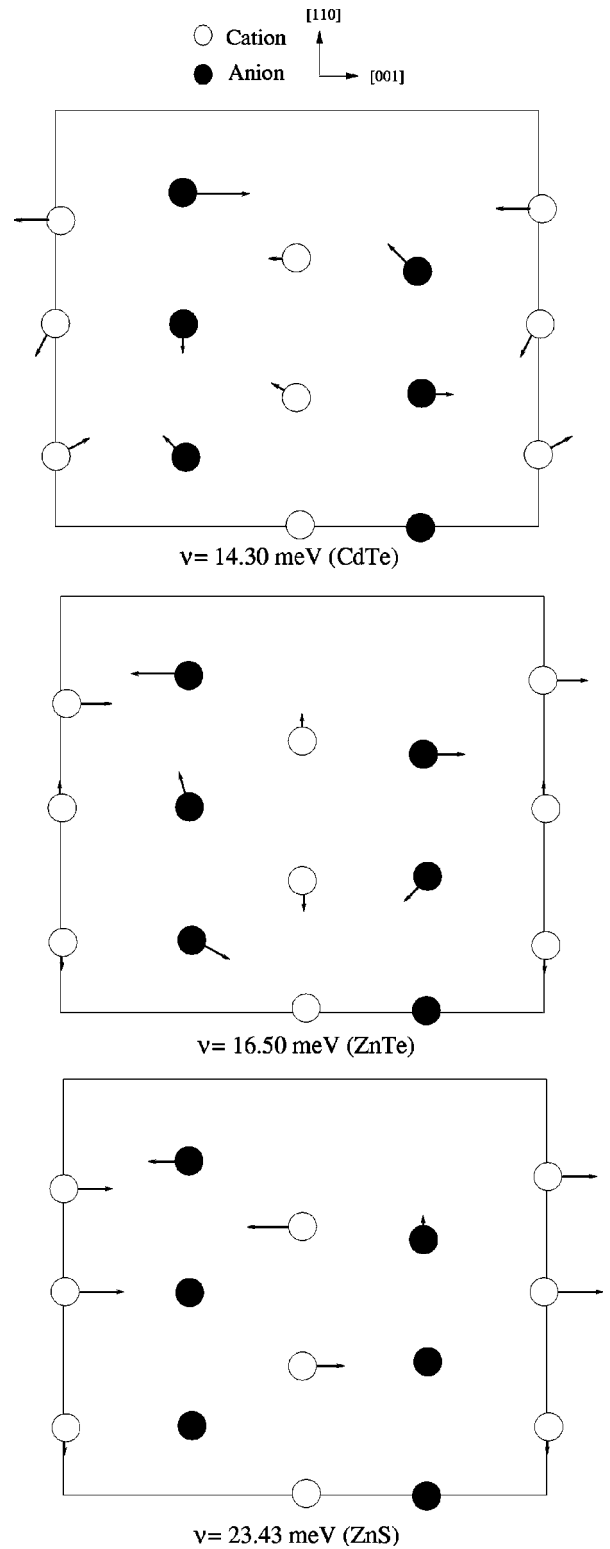 [110]
Cation
Anion
[001]
ν= 14.30 meV (CdTe)
ν= 16.50 meV (ZnTe)
ν= 23.43 meV (ZnS)